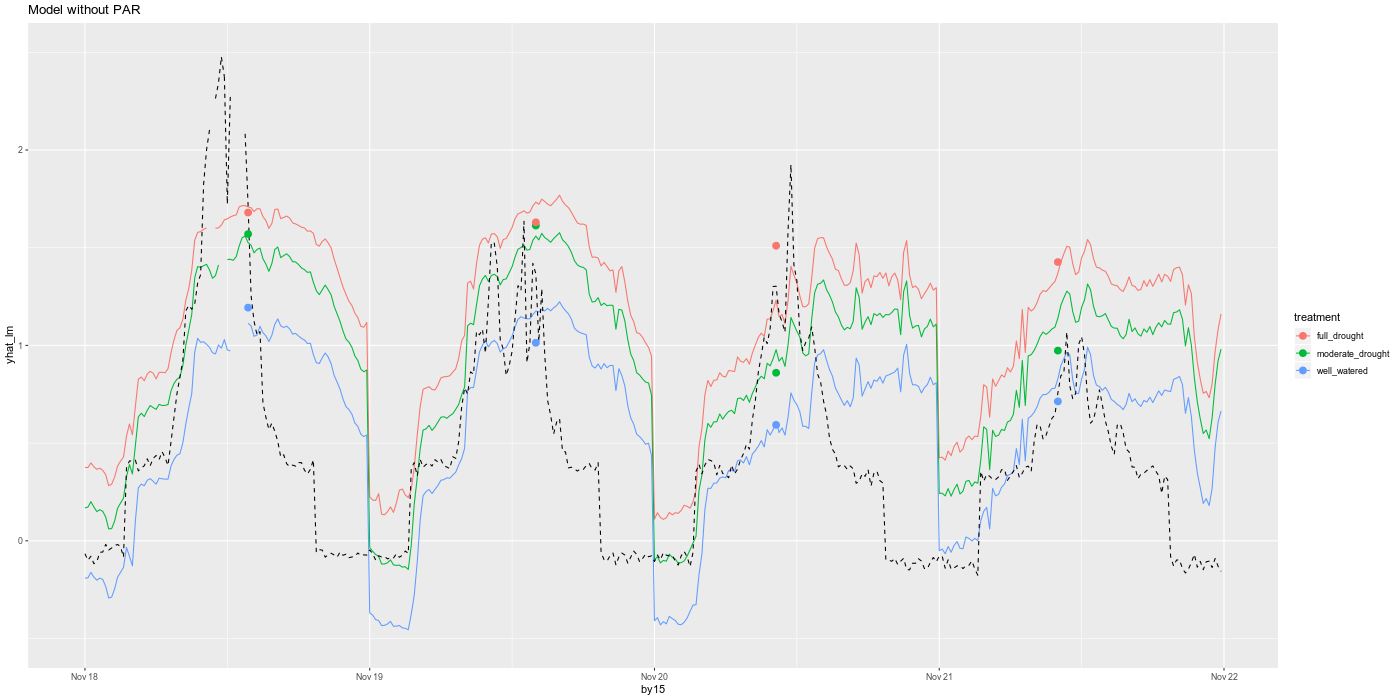 Model without PAR
yhat_lm
2
1
0
Nov 18
Nov 19
Nov 20
Nov 21
Nov 22
by15
treatment
full_drought
moderate_drought
well_watered